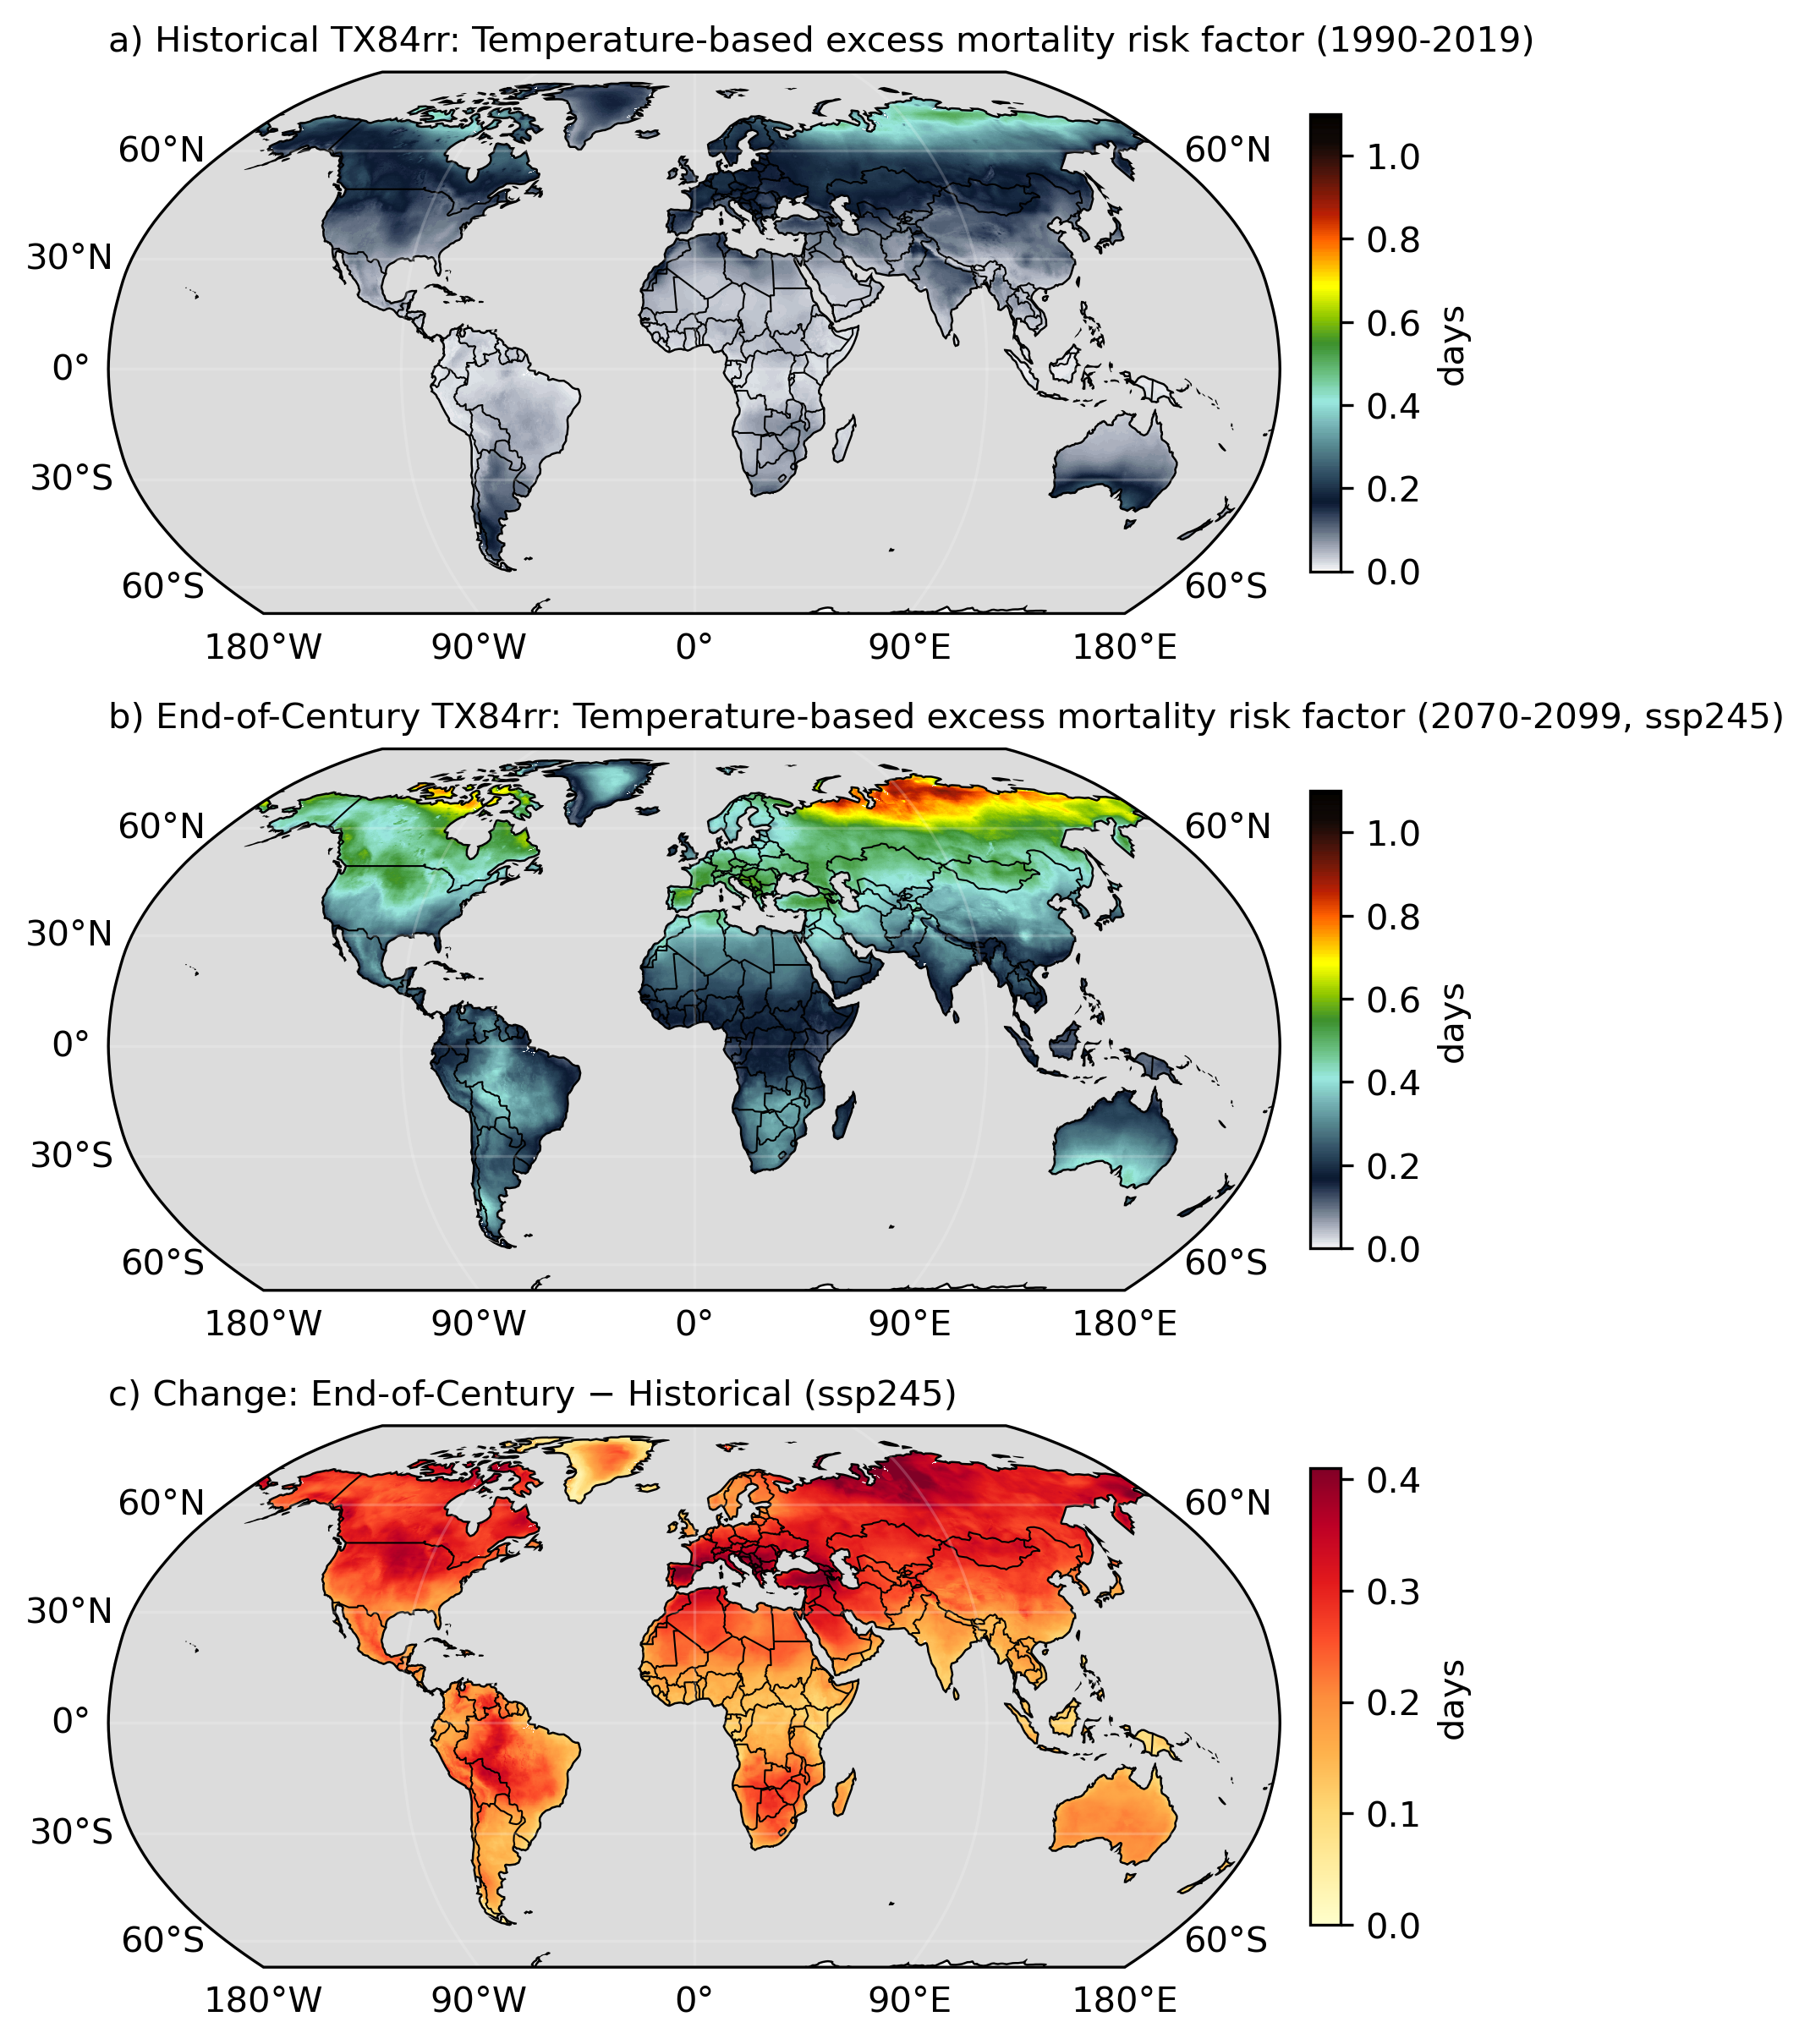 a) Historical TX84rr: Temperature-based excess mortality risk factor (1990-2019)
60°N
60°N
30°N
0°
30°S
60°S
60°S
180°W 90°W 0° 90°E 180°E
1.0
0.8
0.6
0.4
0.2
0.0
days
b) End-of-Century TX84rr: Temperature-based excess mortality risk factor (2070-2099, ssp245)
60°N
60°N
30°N
0°
30°S
60°S
60°S
180°W 90°W 0° 90°E 180°E
1.0
0.8
0.6
0.4
0.2
0.0
days
c) Change: End-of-Century − Historical (ssp245)
60°N
60°N
30°N
0°
30°S
60°S
60°S
180°W 90°W 0° 90°E 180°E
0.4
0.3
0.2
0.1
0.0
days